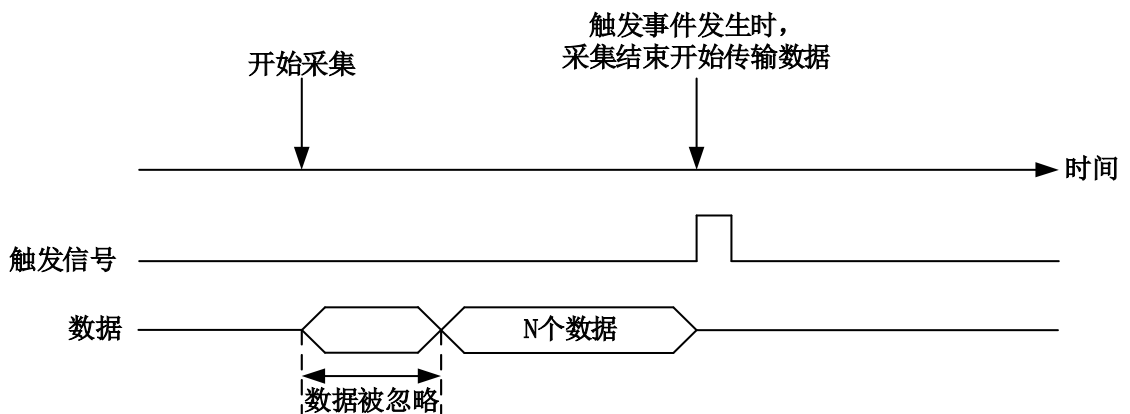 触发事件发生时，
采集结束开始传输数据
开始采集
时间
触发信号
数据
N个数据
数据被忽略